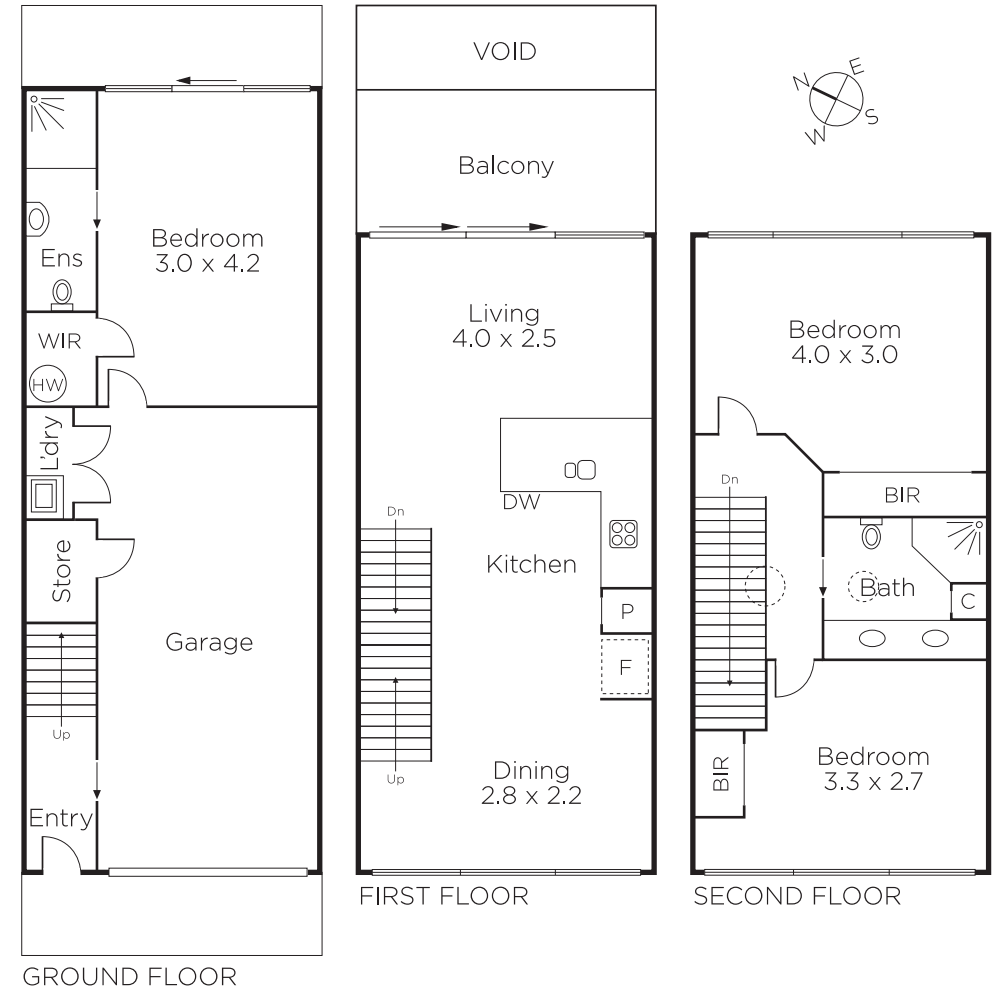 Bedroom
3.0 x 4.2
Ens
WIR
HW
L'dry
Store
Garage
Up
Entry
GROUND FLOOR
VOID
Balcony
Living
4.0 x 2.5
DW
Dn
Kitchen
P
F
Up
Dining
2.8 x 2.2
FIRST FLOOR
N
E
S
W
Bedroom
4.0 x 3.0
Dn
BIR
Bath
C
BIR
Bedroom
3.3 x 2.7
SECOND FLOOR